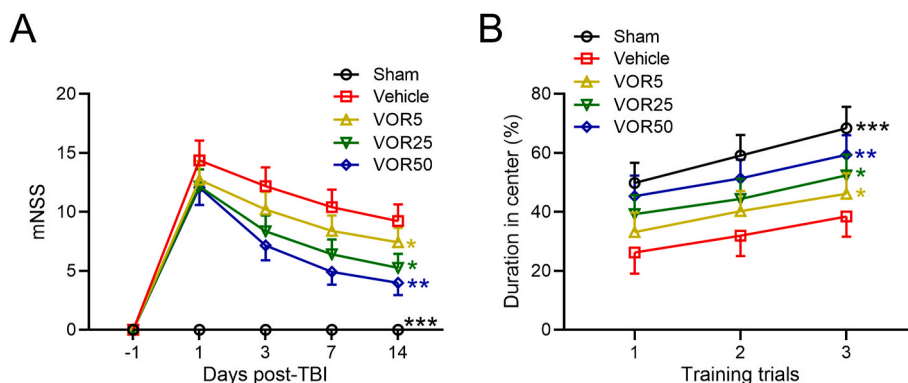 A
Sham
Vehicle
VOR5
VOR25
VOR50
mNSS
20
15
10
5
0
*
*
**
***
-1 1 3 7 14
Days post-TBI
B
Sham
Vehicle
VOR5
VOR25
VOR50
Duration in center (%)
80
60
40
20
0
***
**
*
*
1 2 3
Training trials